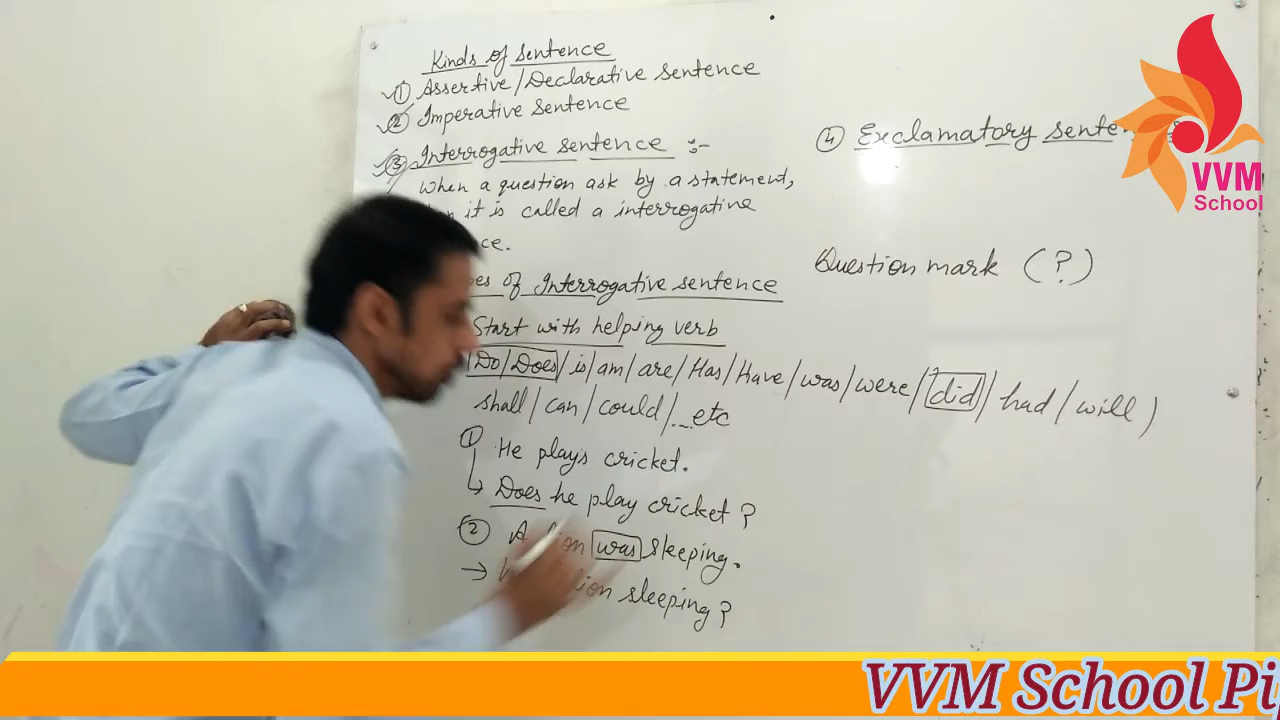 Kinds of sentence
① Assertive/Declarative sentence
② Imperative sentence
③ Interrogative sentence :-
when a question ask by a statement,
it is called a interrogative
of Interrogative sentence
Start with helping verb
Do/Does/is/am/are/Has/Have/was/were/did/had/will)
shall/can/could/...etc
① He plays cricket.
↳ Does he play cricket?
② A was sleeping.
→ sleeping?
④ Exclamatory
Question mark (?)
VVM
School
VVM School